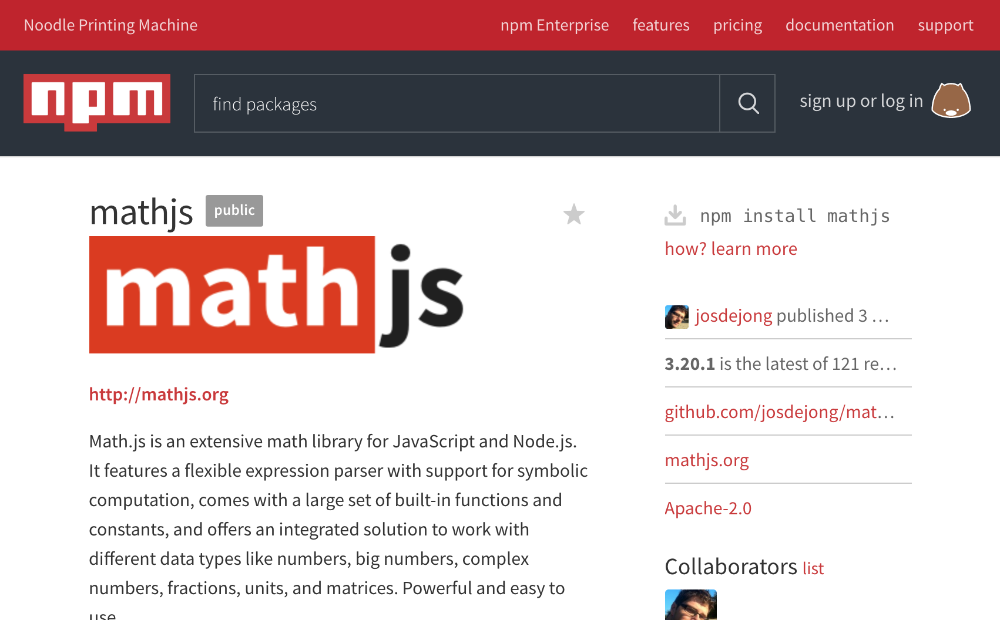 Noodle Printing Machine
npm Enterprise features pricing documentation support
npm
find packages
sign up or log in
mathjs public
npm install mathjs
how? learn more
mathjs
josdejong published 3 …
3.20.1 is the latest of 121 re…
github.com/josdejong/mat…
mathjs.org
Apache-2.0
http://mathjs.org
Math.js is an extensive math library for JavaScript and Node.js.
It features a flexible expression parser with support for symbolic
computation, comes with a large set of built-in functions and
constants, and offers an integrated solution to work with
different data types like numbers, big numbers, complex
numbers, fractions, units, and matrices. Powerful and easy to
use
Collaborators list